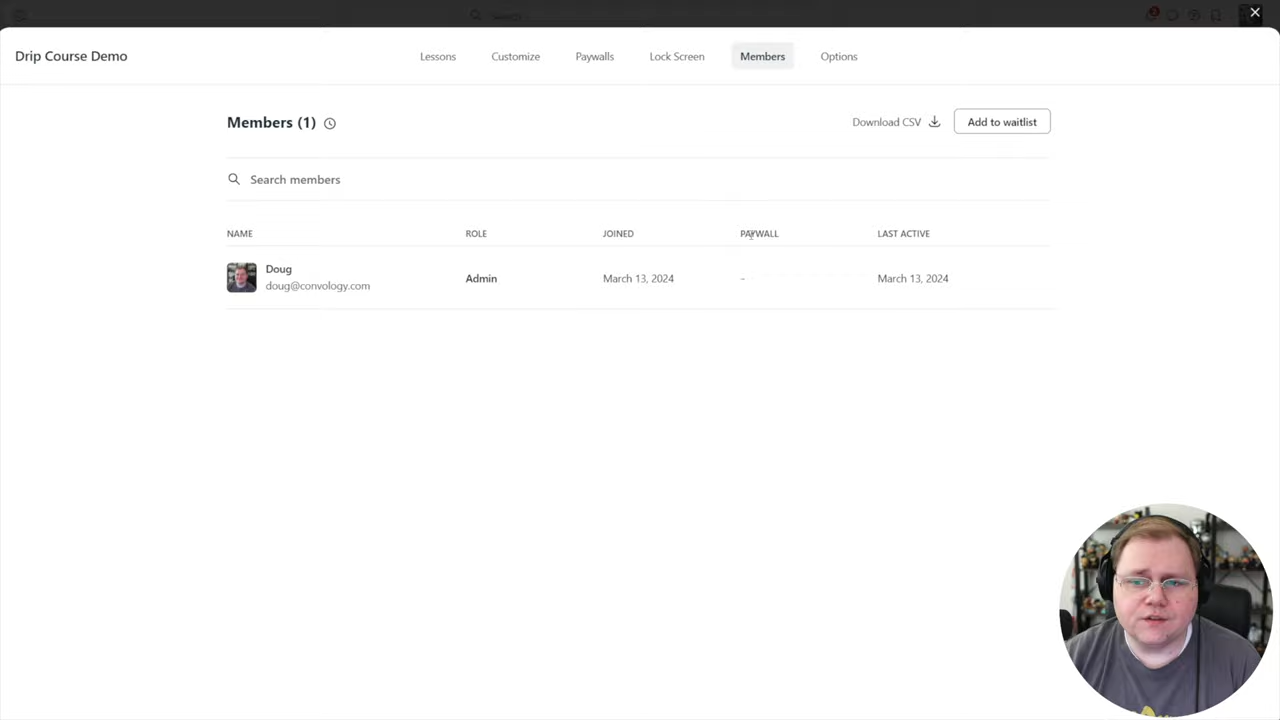 Search
Drip Course Demo
Lessons
Customize
Paywalls
Lock Screen
Members
Options
Members (1)
Download CSV
Add to waitlist
Search members
NAME
ROLE
JOINED
PAYWALL
LAST ACTIVE
Doug
doug@convology.com
Admin
March 13, 2024
-
March 13, 2024